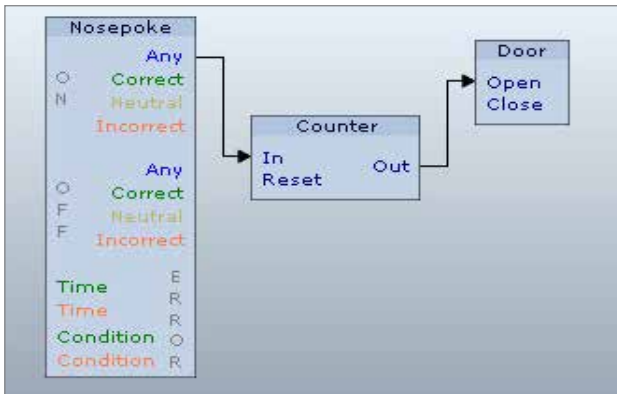 Nosepoke
Any
O Correct
N Neutral
Incorrect
Any
O Correct
F Neutral
F Incorrect
E
Time R
Time R
Condition O
Condition R
Counter
In Out
Reset
Door
Open
Close